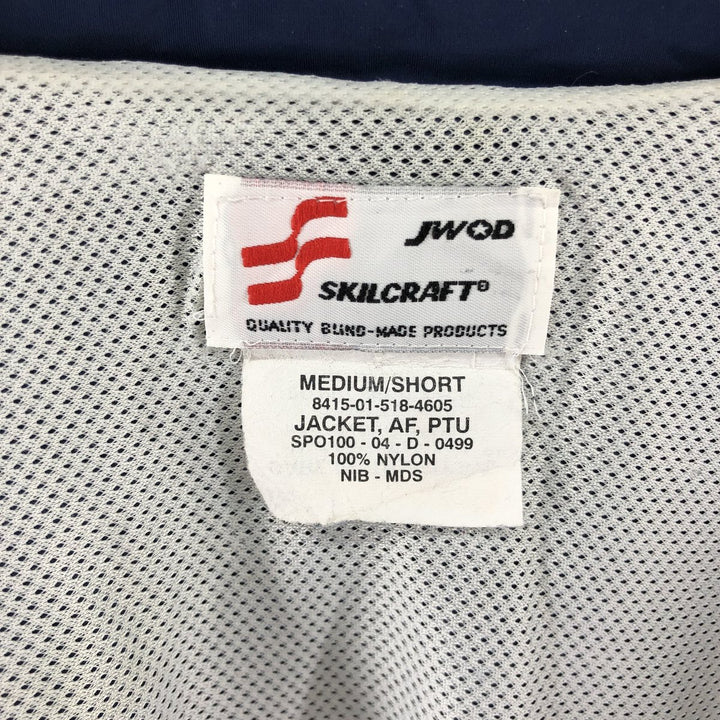 JWOD
SKILCRAFT®
QUALITY BLIND-MADE PRODUCTS
MEDIUM/SHORT
8415-01-518-4605
JACKET, AF, PTU
SPO100 - 04 - D - 0499
100% NYLON
NIB - MDS